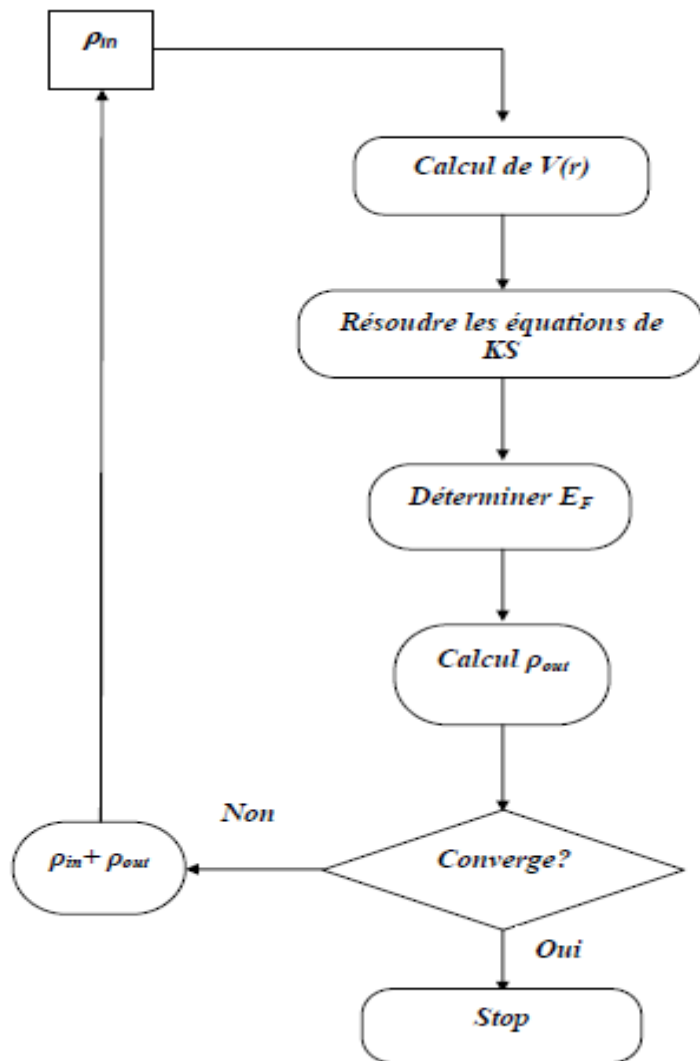 ρin
Calcul de V(r)
Résoudre les équations de
KS
Déterminer EF
Calcul ρout
Non
ρin+ ρout
Converge?
Oui
Stop